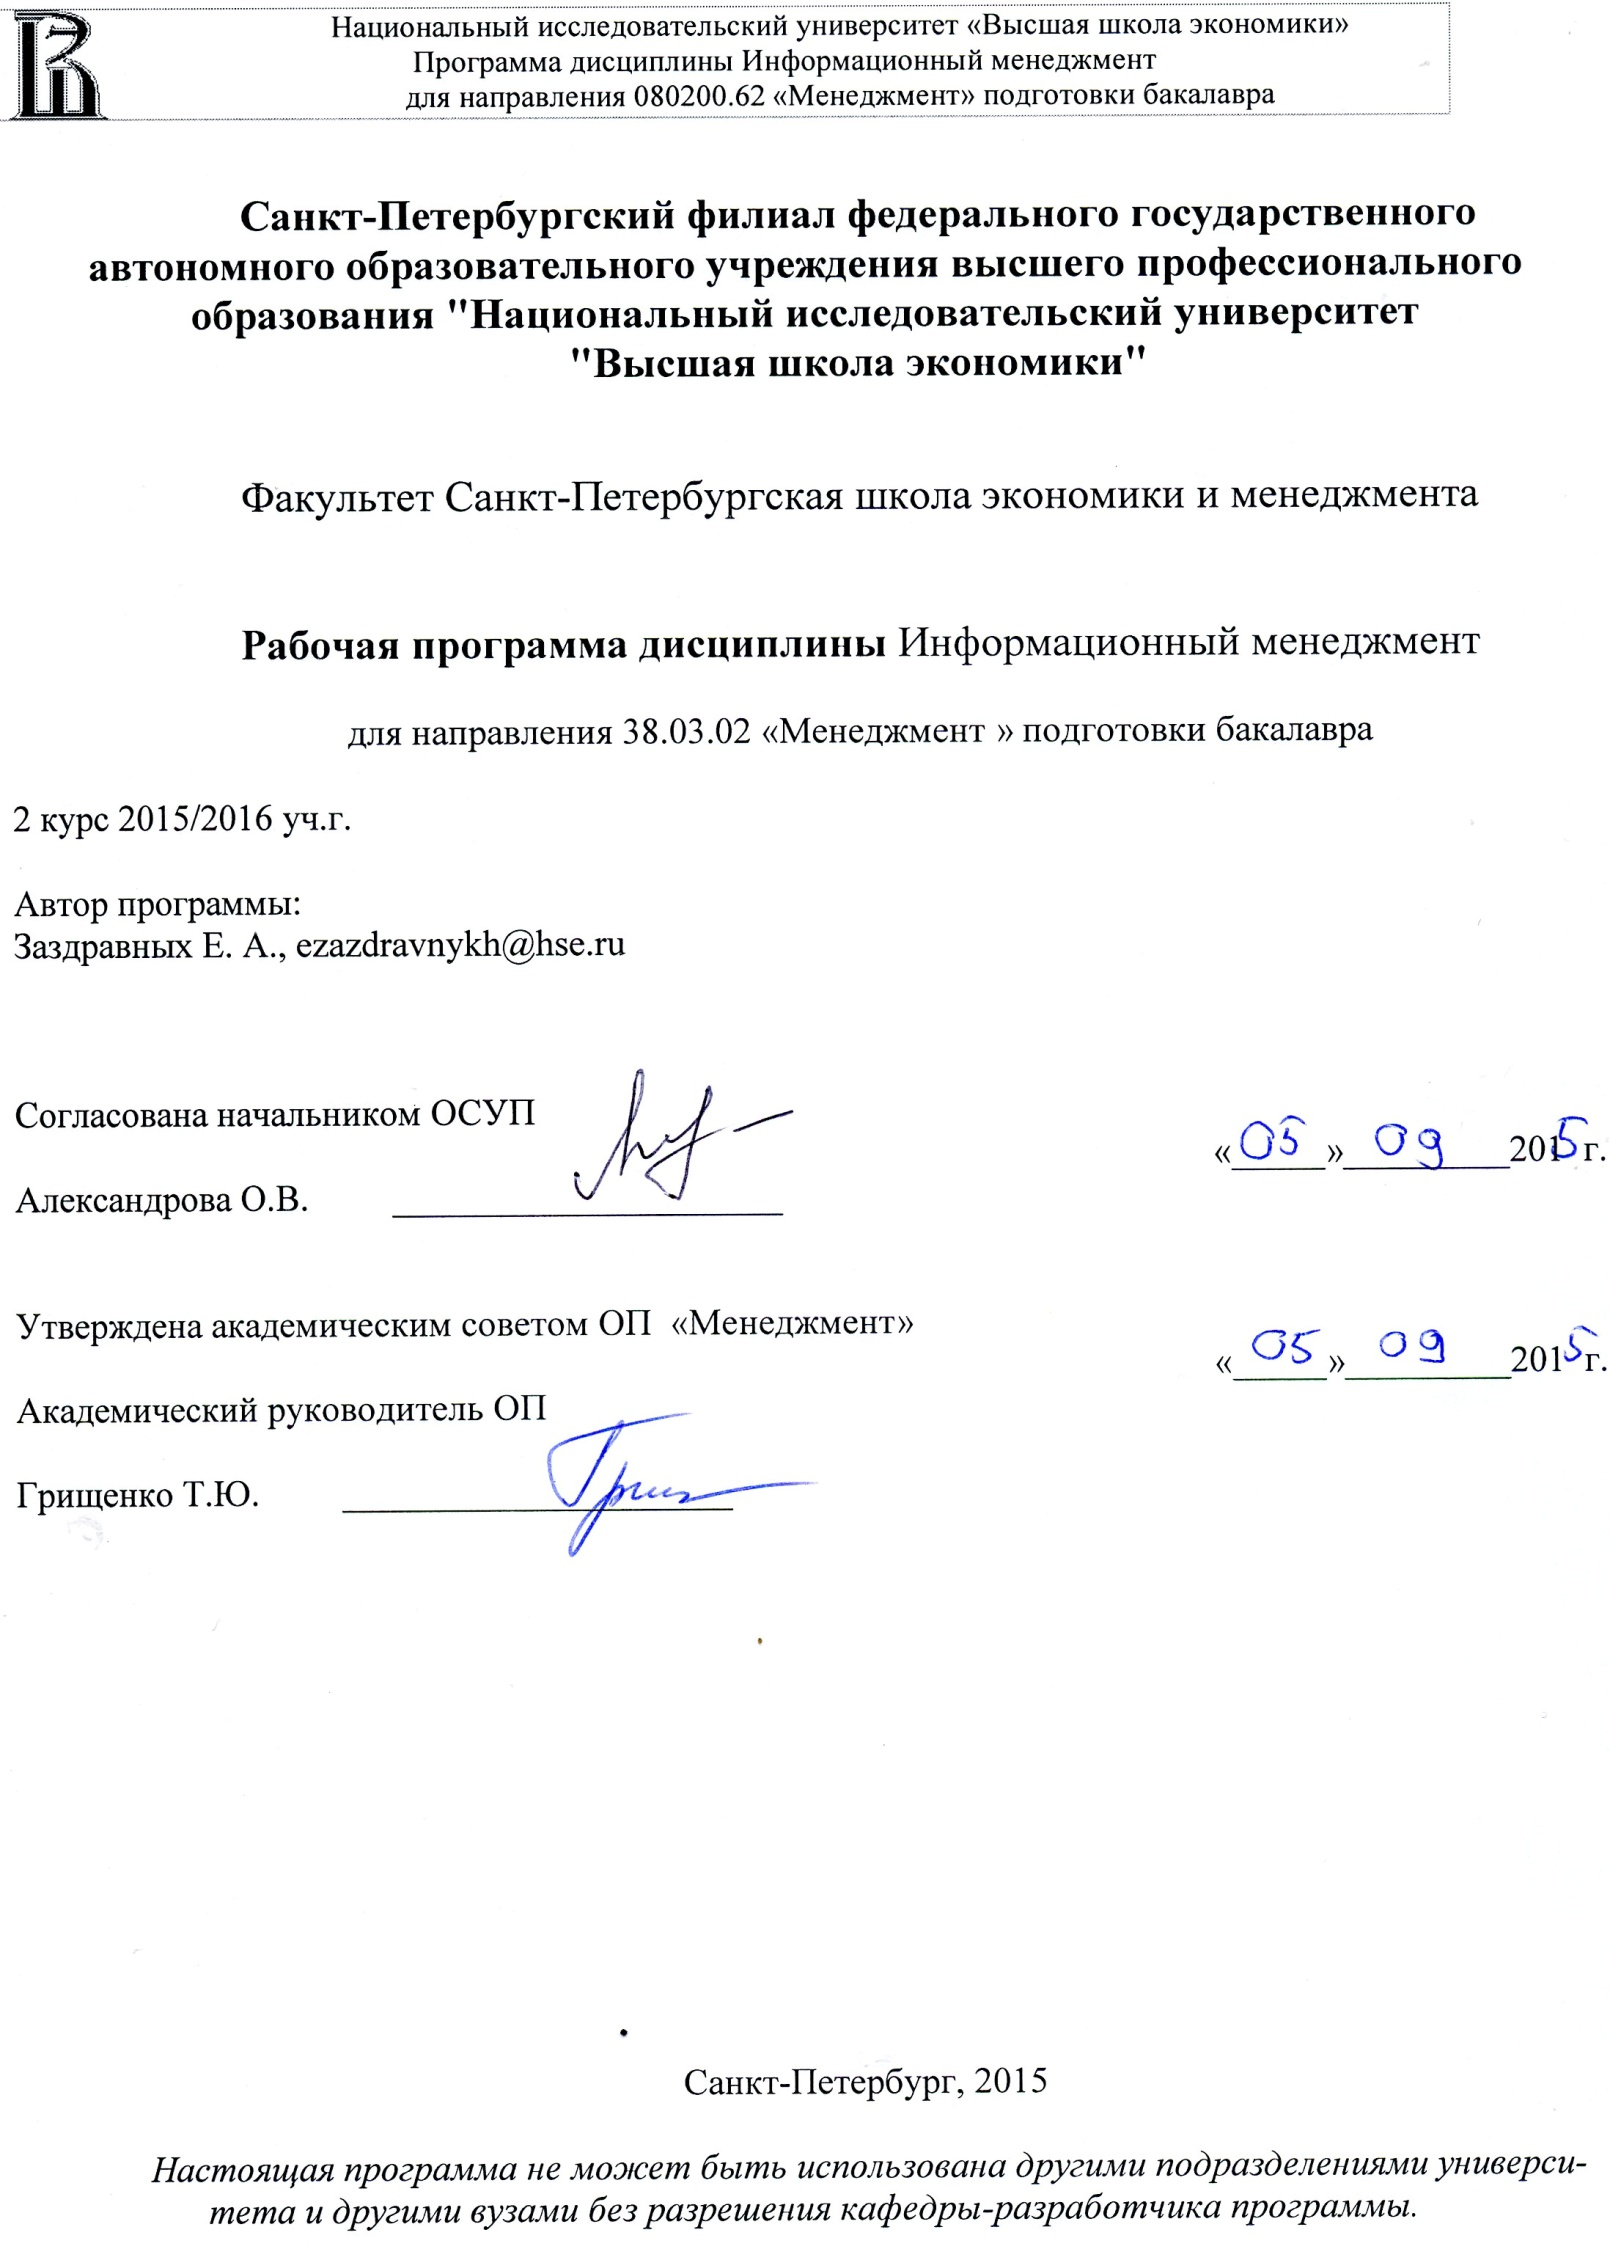 Национальный исследовательский университет «Высшая школа экономики»
Программа дисциплины Информационный менеджмент
для направления 080200.62 «Менеджмент» подготовки бакалавра
Санкт-Петербургский филиал федерального государственного
автономного образовательного учреждения высшего профессионального
образования "Национальный исследовательский университет
"Высшая школа экономики"
Факультет Санкт-Петербургская школа экономики и менеджмента
Рабочая программа дисциплины Информационный менеджмент
для направления 38.03.02 «Менеджмент » подготовки бакалавра
2 курс 2015/2016 уч.г.
Автор программы:
Заздравных Е. А., ezazdravnykh@hse.ru
Согласована начальником ОСУП
«05» 09 2015 г.
Александрова О.В.
Утверждена академическим советом ОП «Менеджмент»
«05» 09 2015 г.
Академический руководитель ОП
Грищенко Т.Ю.
Санкт-Петербург, 2015
Настоящая программа не может быть использована другими подразделениями универси-
тета и другими вузами без разрешения кафедры-разработчика программы.